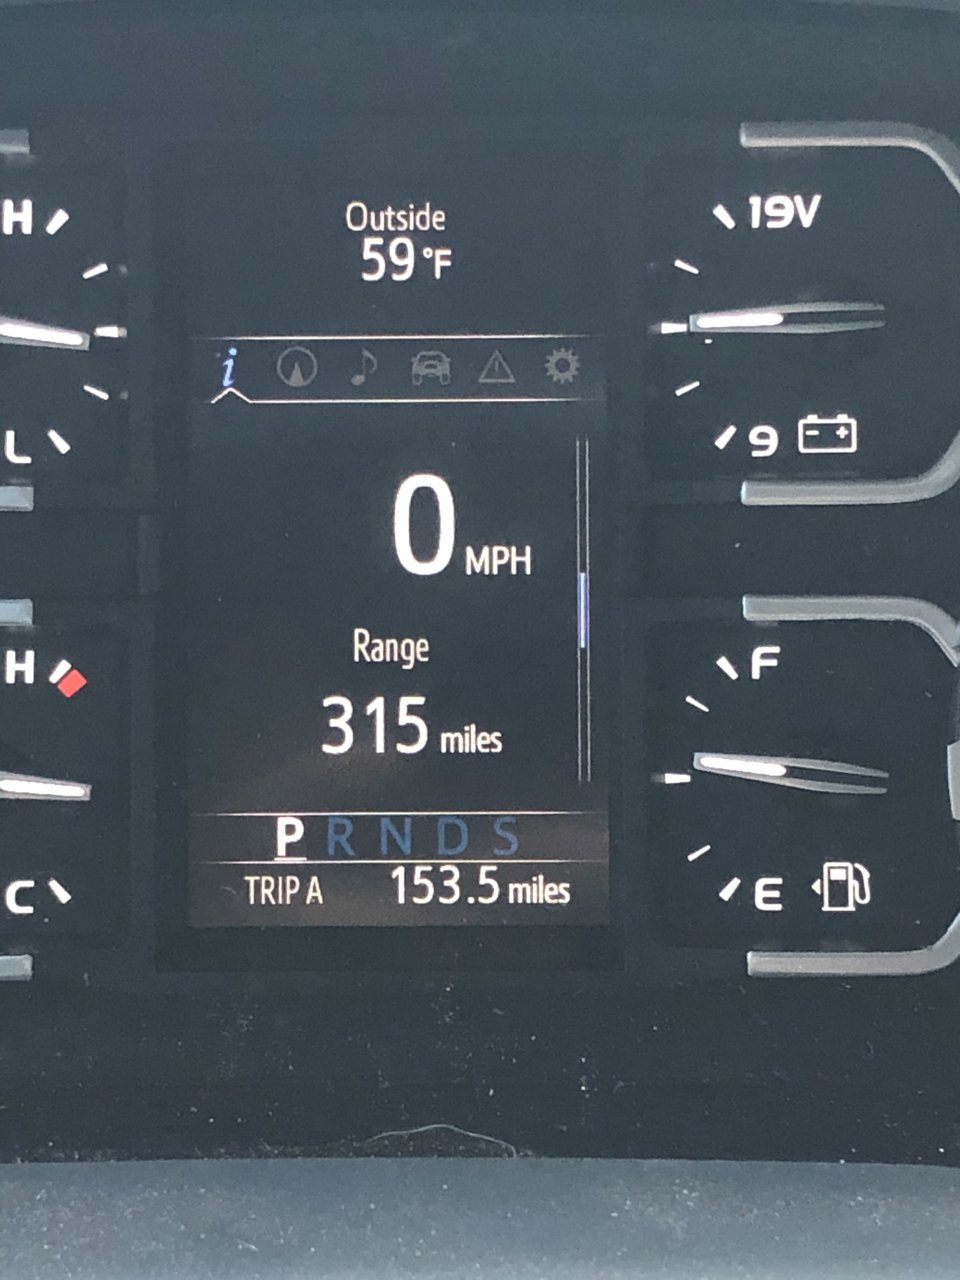 Outside
59°F
H
19V
L
9
0 MPH
Range
315 miles
H
F
P R N D S
TRIP A 153.5 miles
C
E